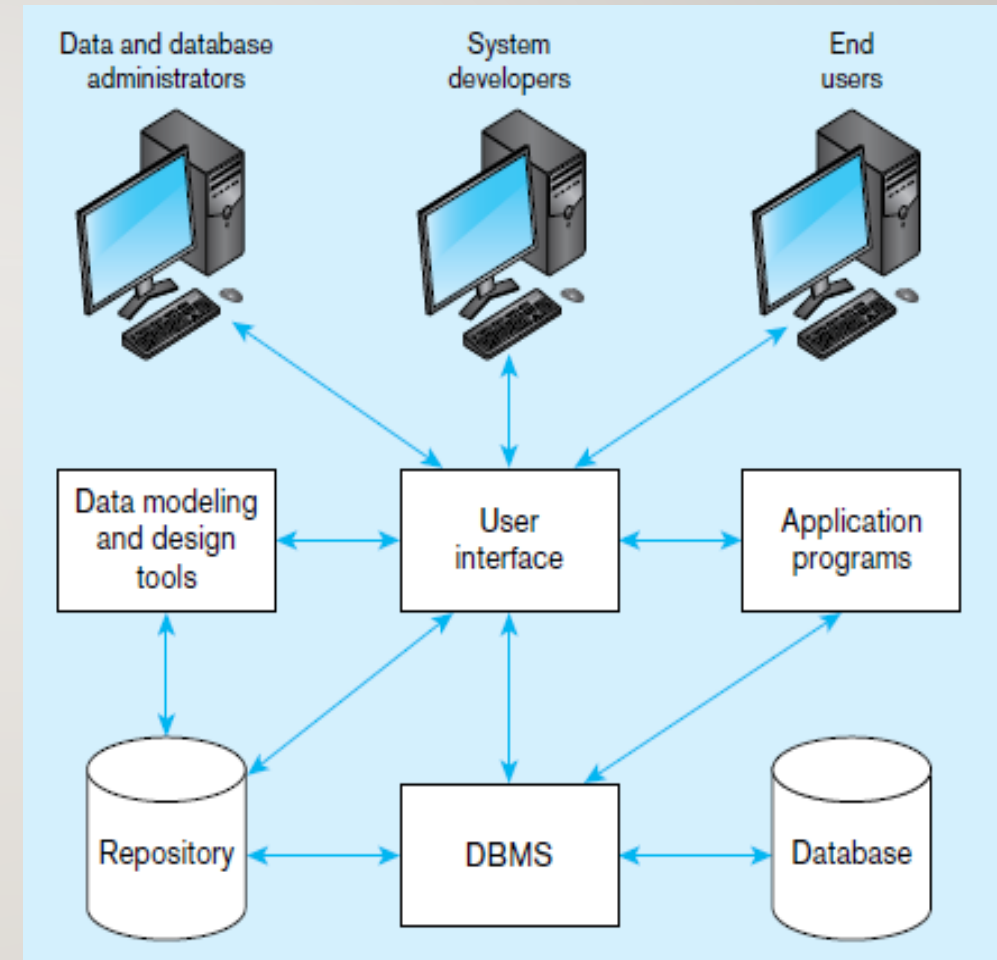 Data and database
administrators
System
developers
End
users
Data modeling
and design
tools
User
interface
Application
programs
Repository
DBMS
Database